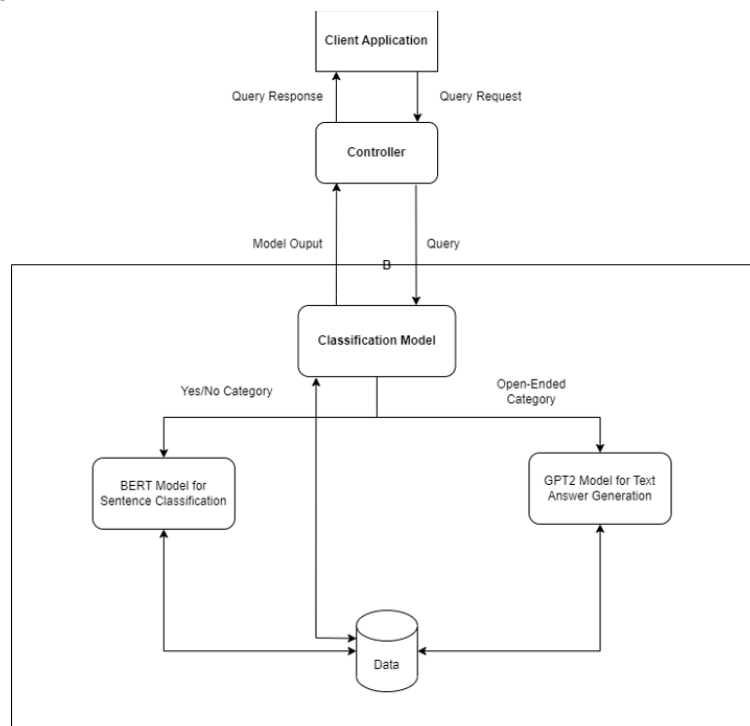 Client Application
Query Response
Query Request
Controller
Model Ouput
Query
B
Classification Model
Yes/No Category
Open-Ended
Category
BERT Model for
Sentence Classification
GPT2 Model for Text
Answer Generation
Data